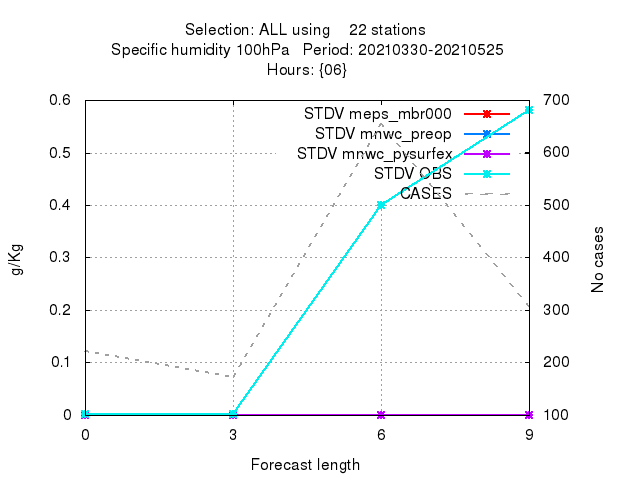 Selection: ALL using 22 stations
Specific humidity 100hPa Period: 20210330-20210525
Hours: {06}
0.6 700
STDV meps_mbr000
STDV mnwc_preop
0.5 STDV mnwc_pysurfex 600
STDV OBS
CASES
0.4 500
0.3 400
0.2 300
0.1 200
0 100
g/Kg
No cases
0 3 6 9
Forecast length